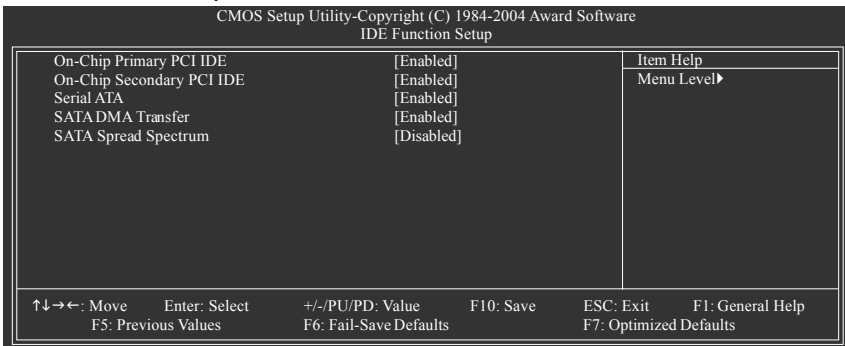 CMOS Setup Utility-Copyright (C) 1984-2004 Award Software
IDE Function Setup
On-Chip Primary PCI IDE [Enabled] Item Help
On-Chip Secondary PCI IDE [Enabled] Menu Level▶
Serial ATA [Enabled]
SATA DMA Transfer [Enabled]
SATA Spread Spectrum [Disabled]
↑↓→←: Move Enter: Select +/-/PU/PD: Value F10: Save ESC: Exit F1: General Help
F5: Previous Values F6: Fail-Save Defaults F7: Optimized Defaults